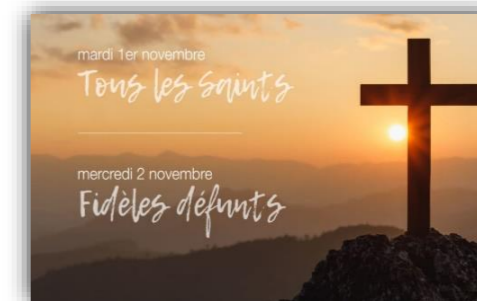 mardi 1er novembre
Tous les saints
mercredi 2 novembre
Fidèles défunts